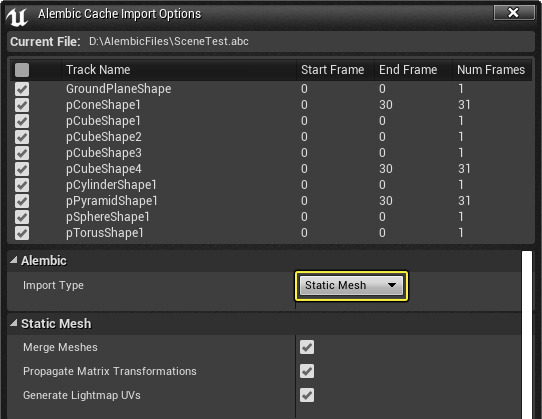 Alembic Cache Import Options
Current File: D:\AlembicFiles\SceneTest.abc
Track Name Start Frame End Frame Num Frames
GroundPlaneShape 0 0 1
pConeShape1 0 30 31
pCubeShape1 0 0 1
pCubeShape2 0 0 1
pCubeShape3 0 0 1
pCubeShape4 0 30 31
pCylinderShape1 0 0 1
pPyramidShape1 0 30 31
pSphereShape1 0 0 1
pTorusShape1 0 0 1
Alembic
Import Type Static Mesh
Static Mesh
Merge Meshes
Propagate Matrix Transformations
Generate Lightmap UVs